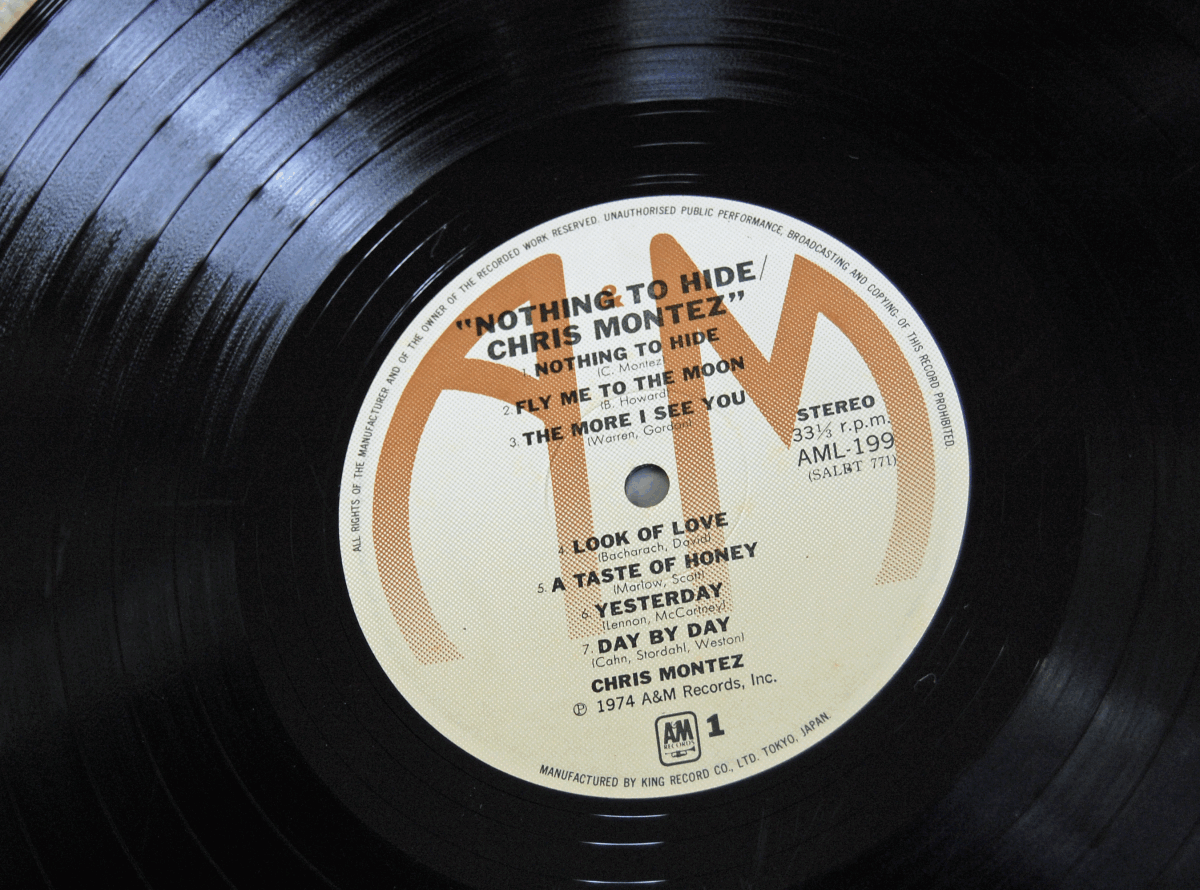 ALL RIGHTS OF THE MANUFACTURER AND OF THE OWNER OF THE RECORDED WORK RESERVED. UNAUTHORISED PUBLIC PERFORMANCE, BROADCASTING AND COPYING OF THIS RECORD PROHIBITED.
&
"NOTHING TO HIDE/
CHRIS MONTEZ"
1. NOTHING TO HIDE
(C. Montez)
2. FLY ME TO THE MOON
(B. Howard)
3. THE MORE I SEE YOU
(Warren, Gordon)
STEREO
33⅓ r.p.m.
AML-199
(SALBT 771)
4. LOOK OF LOVE
(Bacharach, David)
5. A TASTE OF HONEY
(Marlow, Scott)
6. YESTERDAY
(Lennon, McCartney)
7. DAY BY DAY
(Cahn, Stordahl, Weston)
CHRIS MONTEZ
Ⓟ 1974 A&M Records, Inc.
A&M
RECORDS
1
MANUFACTURED BY KING RECORD CO., LTD. TOKYO, JAPAN.